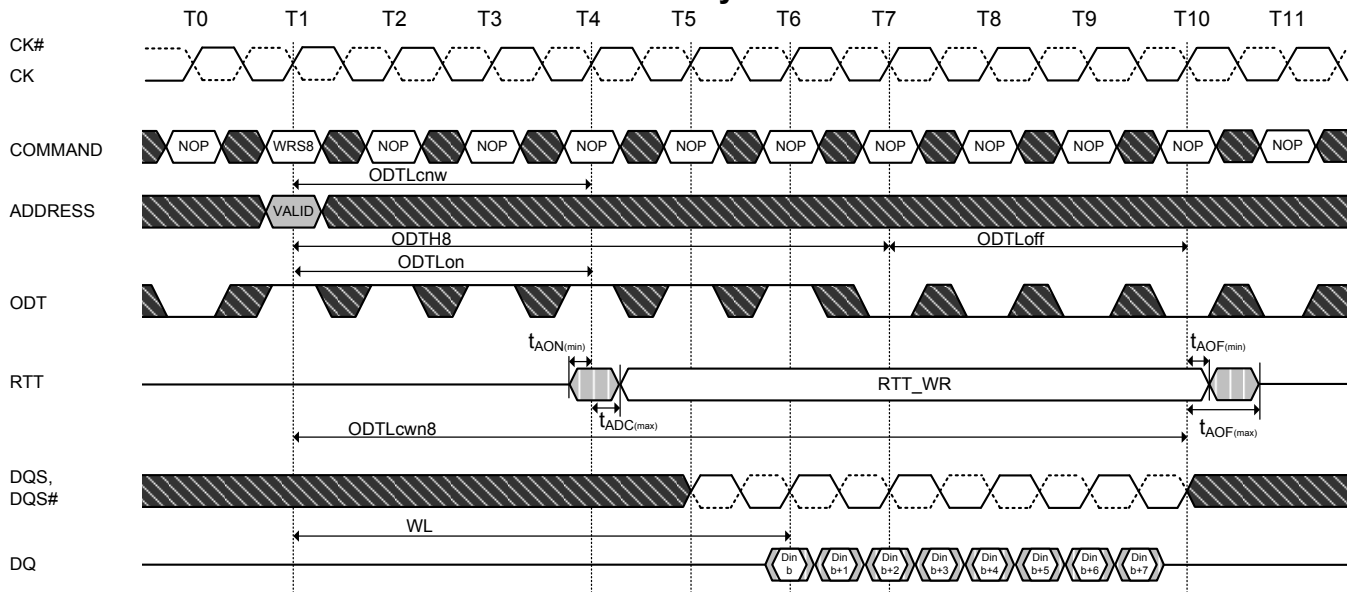 T0 T1 T2 T3 T4 T5 T6 T7 T8 T9 T10 T11
CK#
CK
COMMAND NOP WRS8 NOP NOP NOP NOP NOP NOP NOP NOP NOP NOP
ODTLcnw
ADDRESS VALID
ODTH8 ODTLoff
ODTLon
ODT
tAON(min) tAOF(min)
RTT RTT_WR
tADC(max)
ODTLcwn8 tAOF(max)
DQS,
DQS#
WL
DQ Din b Din b+1 Din b+2 Din b+3 Din b+4 Din b+5 Din b+6 Din b+7